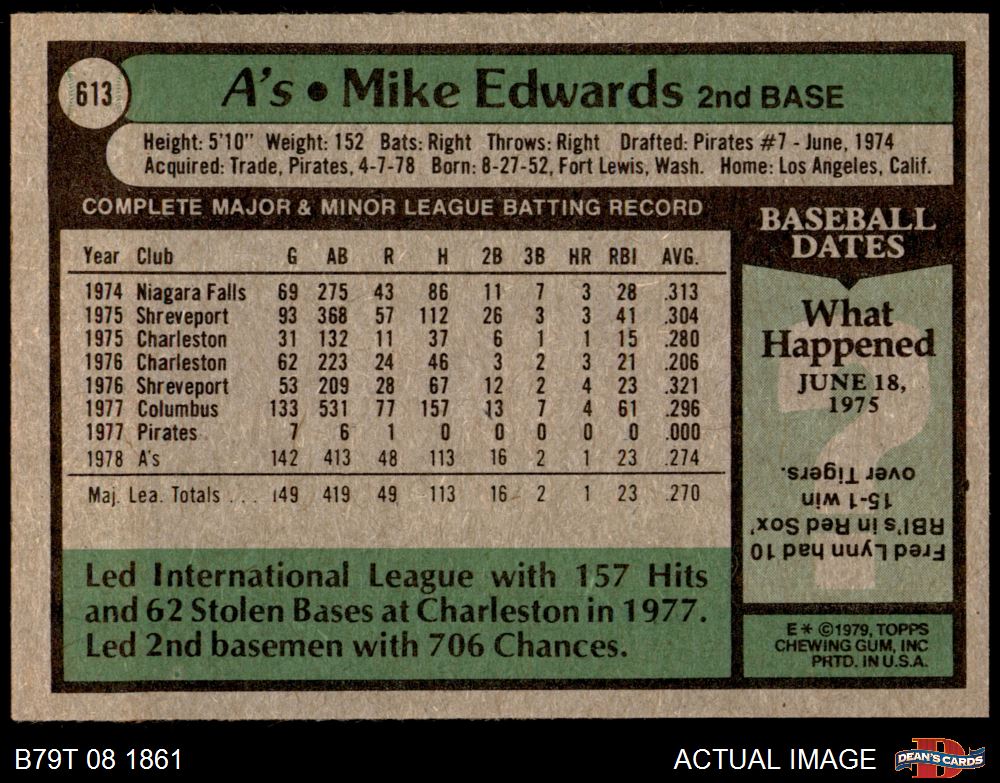 613
A's • Mike Edwards 2nd BASE
Height: 5'10" Weight: 152 Bats: Right Throws: Right Drafted: Pirates #7 - June, 1974
Acquired: Trade, Pirates, 4-7-78 Born: 8-27-52, Fort Lewis, Wash. Home: Los Angeles, Calif.
COMPLETE MAJOR & MINOR LEAGUE BATTING RECORD
Year Club G AB R H 2B 3B HR RBI AVG.
1974 Niagara Falls 69 275 43 86 11 7 3 28 .313
1975 Shreveport 93 368 57 112 26 3 3 41 .304
1975 Charleston 31 132 11 37 6 1 1 15 .280
1976 Charleston 62 223 24 46 3 2 3 21 .206
1976 Shreveport 53 209 28 67 12 2 4 23 .321
1977 Columbus 133 531 77 157 13 7 4 61 .296
1977 Pirates 7 6 1 0 0 0 0 0 .000
1978 A's 142 413 48 113 16 2 1 23 .274
Maj. Lea. Totals . . . 149 419 49 113 16 2 1 23 .270
Led International League with 157 Hits
and 62 Stolen Bases at Charleston in 1977.
Led 2nd basemen with 706 Chances.
BASEBALL
DATES
What
Happened
JUNE 18,
1975
?
Fred Lynn had 10
RBI's in Red Sox'
15-1 win
over Tigers.
E* ©1979, TOPPS
CHEWING GUM, INC
PRTD. IN U.S.A.
B79T 08 1861
ACTUAL IMAGE
D
DEAN'S CARDS